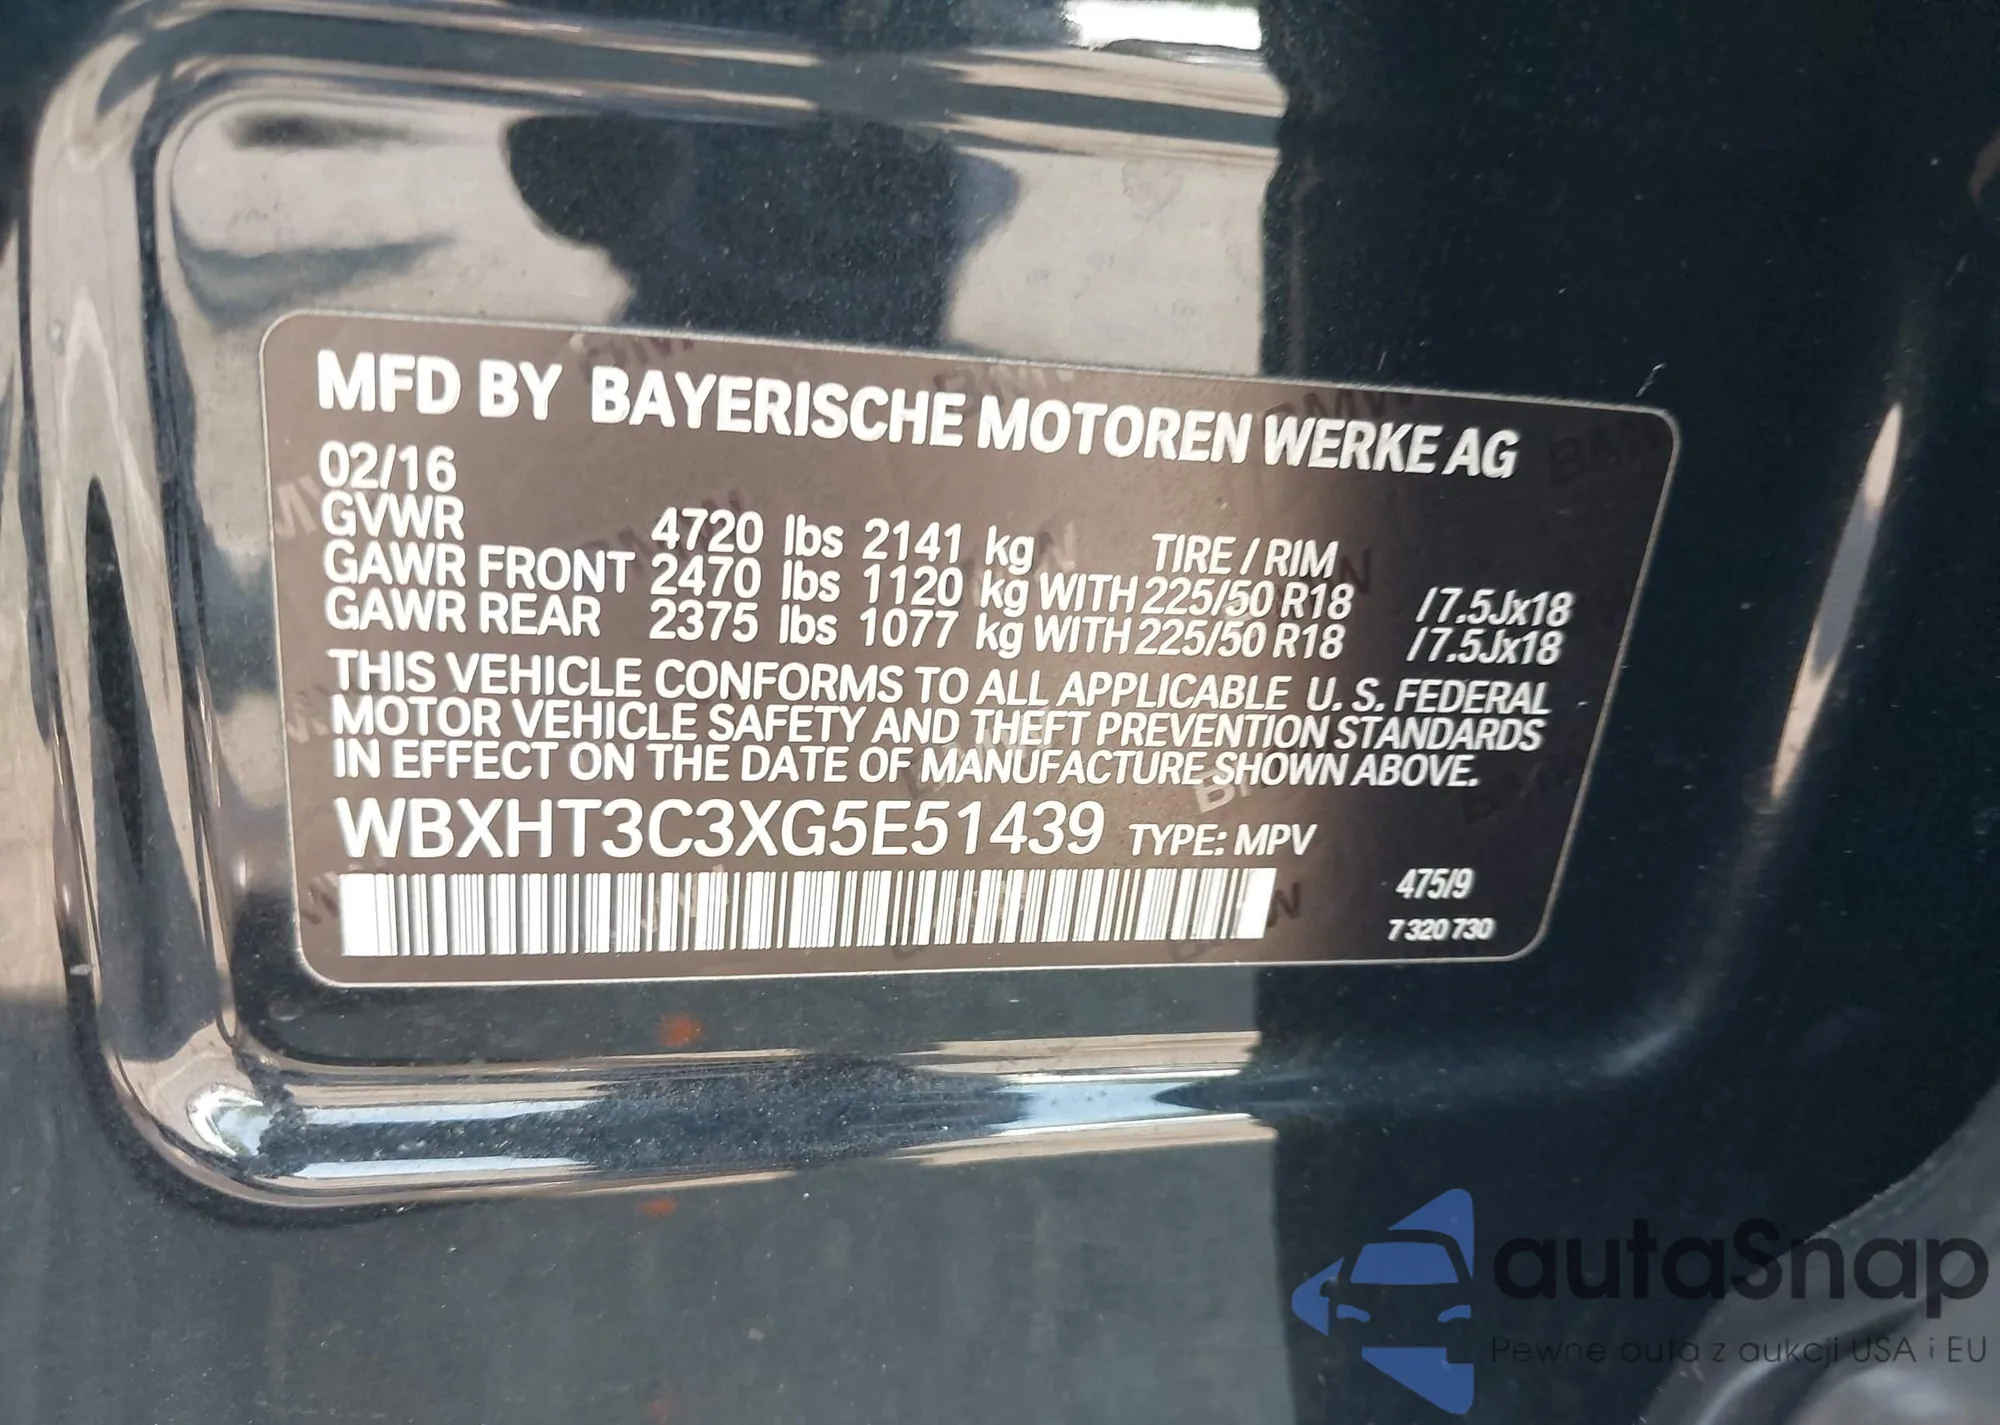 MFD BY BAYERISCHE MOTOREN WERKE AG
02/16
GVWR 4720 lbs 2141 kg TIRE / RIM
GAWR FRONT 2470 lbs 1120 kg WITH 225/50 R18 /7.5Jx18
GAWR REAR 2375 lbs 1077 kg WITH 225/50 R18 /7.5Jx18
THIS VEHICLE CONFORMS TO ALL APPLICABLE U. S. FEDERAL
MOTOR VEHICLE SAFETY AND THEFT PREVENTION STANDARDS
IN EFFECT ON THE DATE OF MANUFACTURE SHOWN ABOVE.
WBXHT3C3XG5E51439 TYPE: MPV
475/9
7 320 730
autaSnap
Pewne auta z aukcji USA i EU